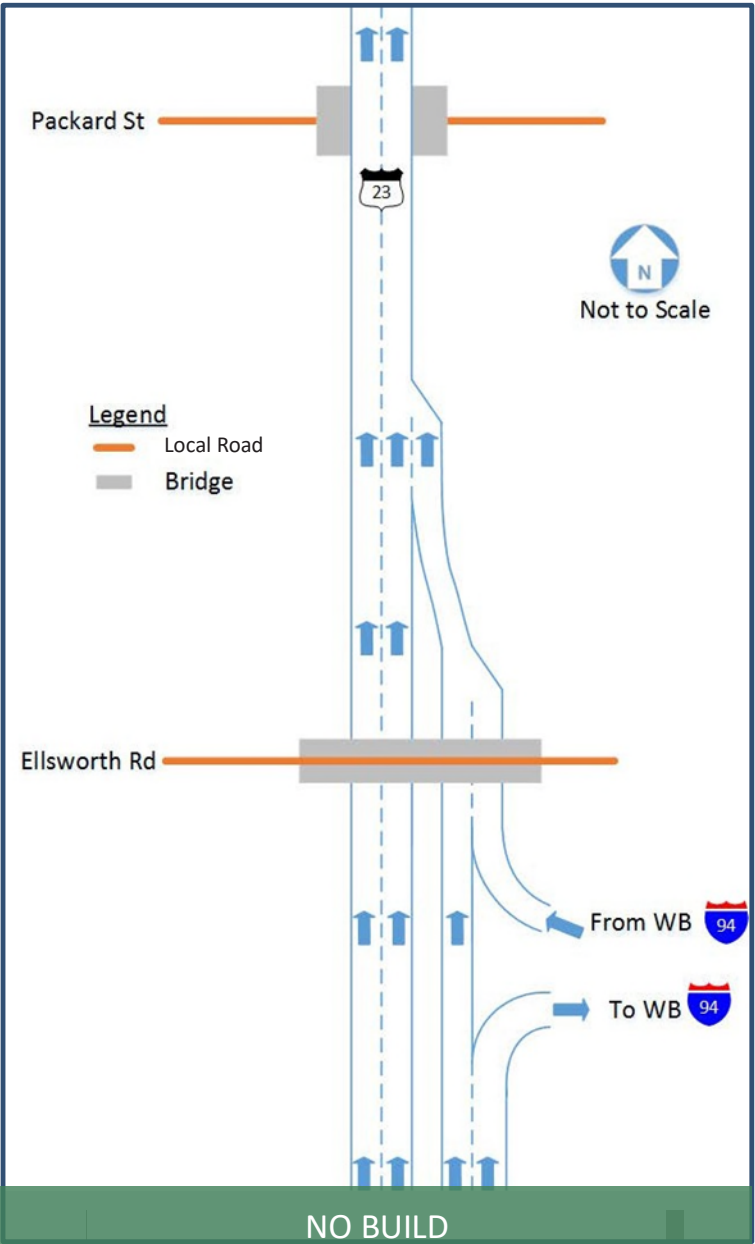 Packard St
23
N
Not to Scale
Legend
Local Road
Bridge
Ellsworth Rd
From WB 94
To WB 94
NO BUILD